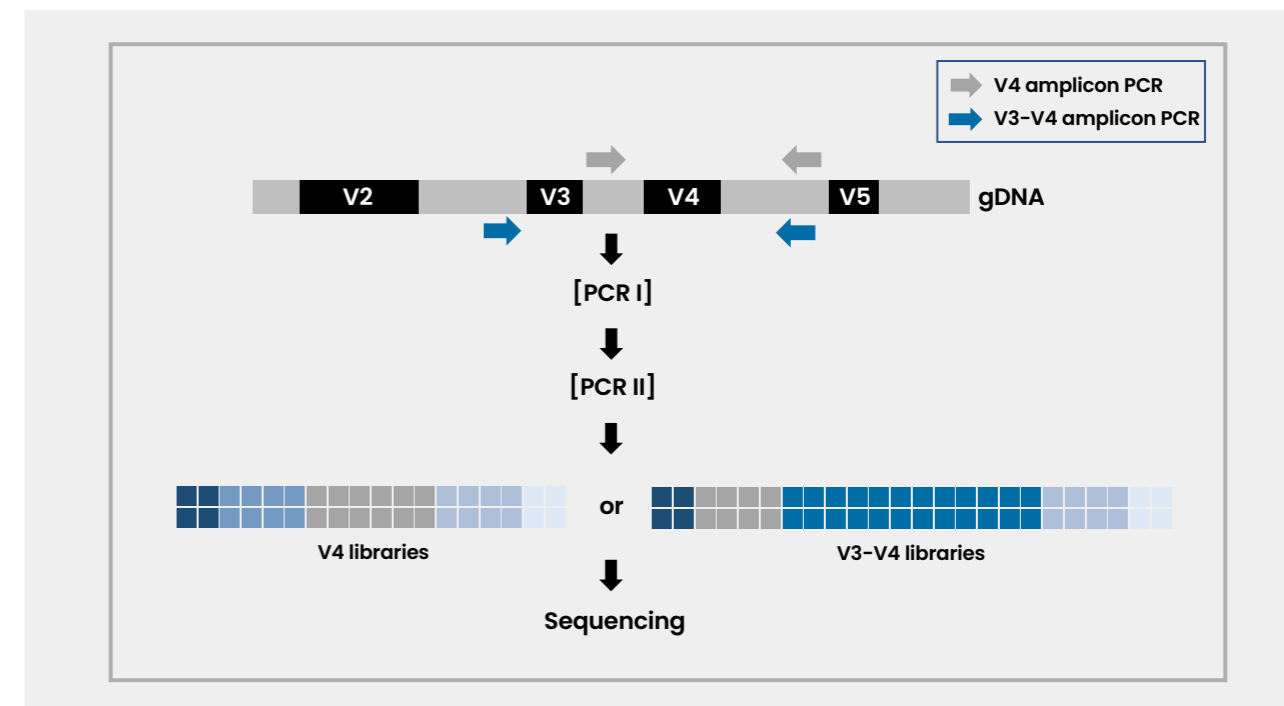 V4 amplicon PCR
V3-V4 amplicon PCR
V2 V3 V4 V5 gDNA
[PCR I]
[PCR II]
or
V4 libraries V3-V4 libraries
Sequencing